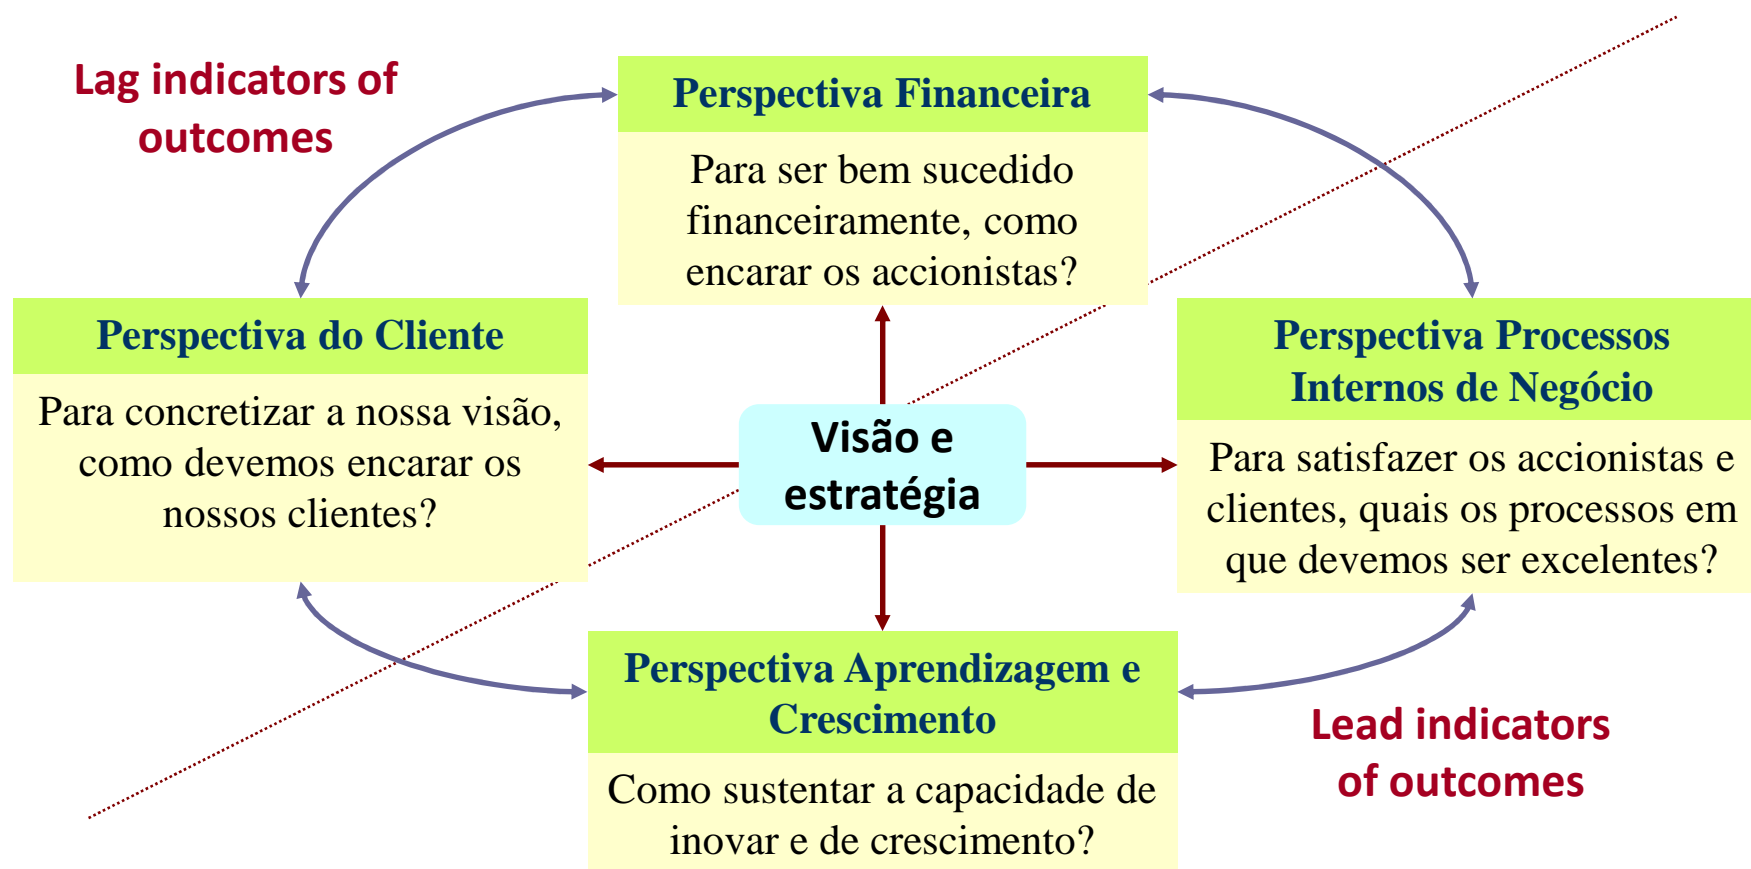 Lag indicators of
outcomes
Perspectiva Financeira
Para ser bem sucedido
financeiramente, como
encarar os accionistas?
Perspectiva do Cliente
Para concretizar a nossa visão,
como devemos encarar os
nossos clientes?
Visão e
estratégia
Perspectiva Processos
Internos de Negócio
Para satisfazer os accionistas e
clientes, quais os processos em
que devemos ser excelentes?
Perspectiva Aprendizagem e
Crescimento
Como sustentar a capacidade de
inovar e de crescimento?
Lead indicators
of outcomes